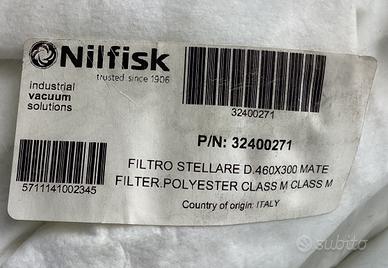 Nilfisk
trusted since 1906
industrial
vacuum
solutions
32400271
P/N: 32400271
5711141002345
FILTRO STELLARE D.460X300 MATE
FILTER.POLYESTER CLASS M CLASS M
Country of origin: ITALY
subito